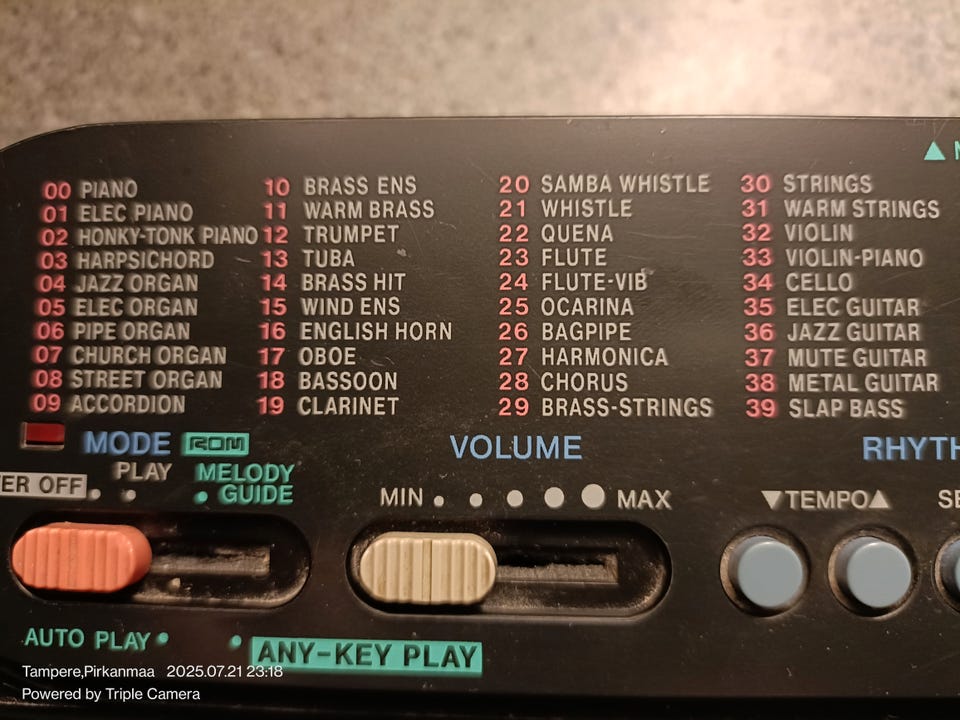 00 PIANO
01 ELEC PIANO
02 HONKY-TONK PIANO
03 HARPSICHORD
04 JAZZ ORGAN
05 ELEC ORGAN
06 PIPE ORGAN
07 CHURCH ORGAN
08 STREET ORGAN
09 ACCORDION
10 BRASS ENS
11 WARM BRASS
12 TRUMPET
13 TUBA
14 BRASS HIT
15 WIND ENS
16 ENGLISH HORN
17 OBOE
18 BASSOON
19 CLARINET
20 SAMBA WHISTLE
21 WHISTLE
22 QUENA
23 FLUTE
24 FLUTE-VIB
25 OCARINA
26 BAGPIPE
27 HARMONICA
28 CHORUS
29 BRASS-STRINGS
30 STRINGS
31 WARM STRINGS
32 VIOLIN
33 VIOLIN-PIANO
34 CELLO
35 ELEC GUITAR
36 JAZZ GUITAR
37 MUTE GUITAR
38 METAL GUITAR
39 SLAP BASS
MODE ROM
VOLUME
RHYTH
ER OFF
PLAY
MELODY
GUIDE
MIN MAX
▼TEMPO▲
SE
AUTO PLAY
ANY-KEY PLAY
Tampere,Pirkanmaa 2025.07.21 23:18
Powered by Triple Camera